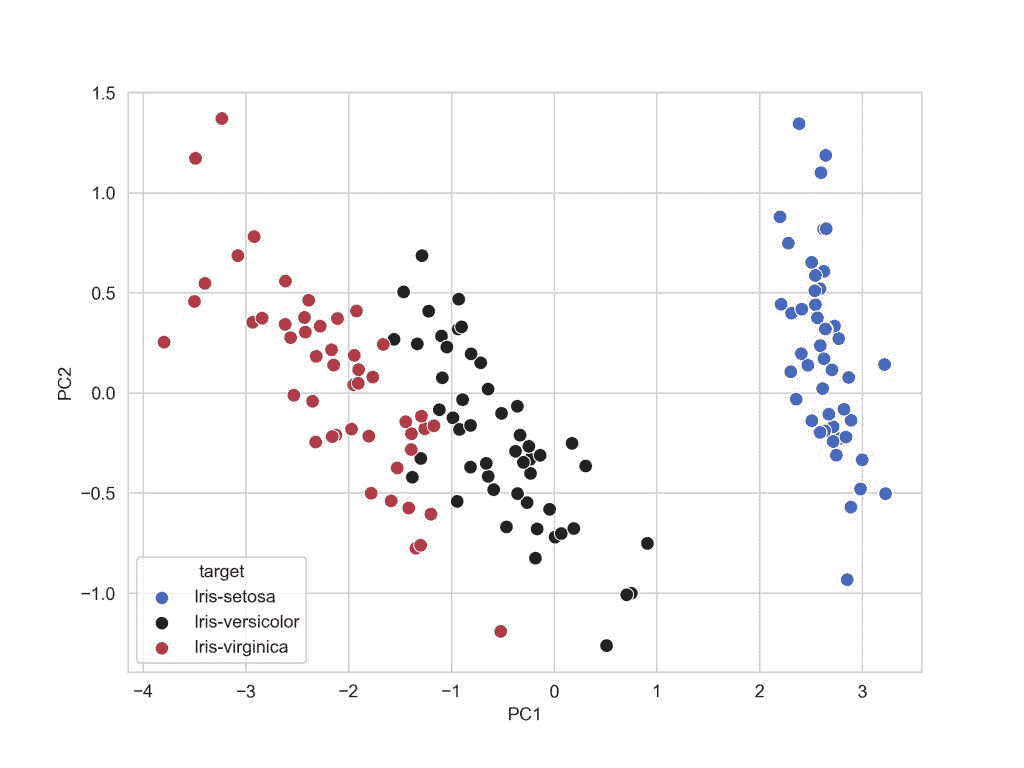 1.5
1.0
0.5
0.0
−0.5
−1.0
PC2
target
Iris-setosa
Iris-versicolor
Iris-virginica
−4 −3 −2 −1 0 1 2 3
PC1